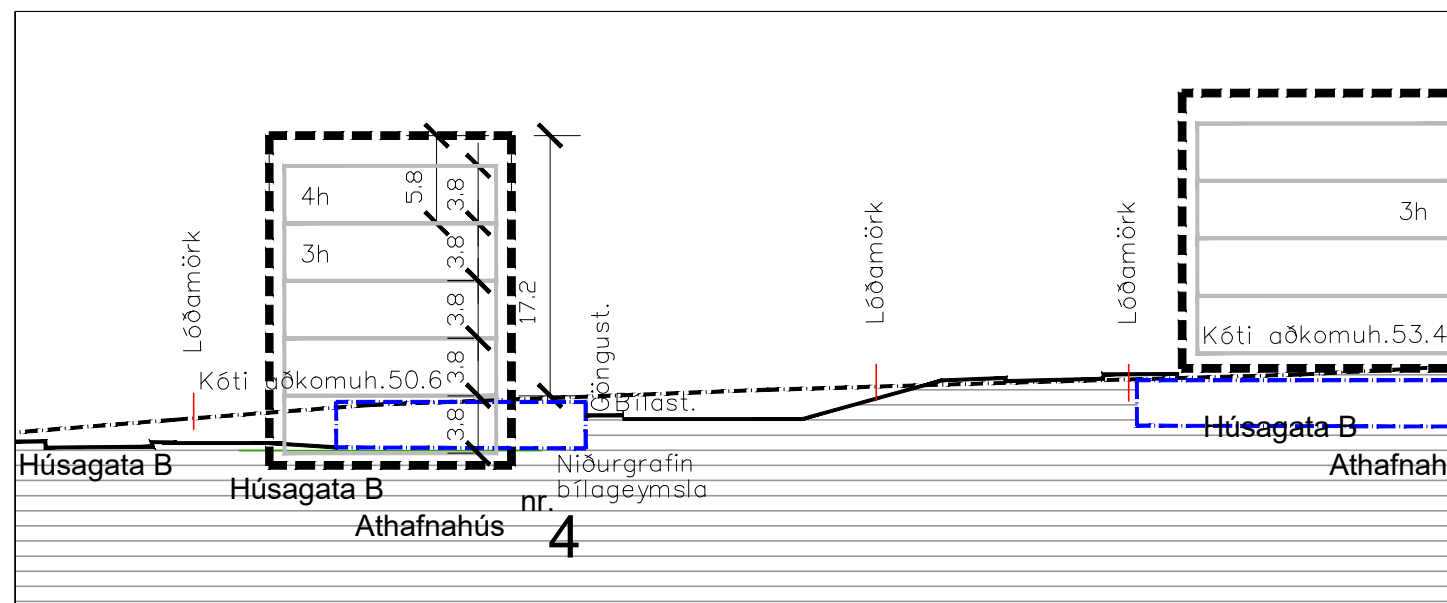 4h
3h
5.8
3.8
3.8
3.8
3.8
3.8
17.2
Lóðamörk
Kóti aðkomuh.50.6
Göngust.
Bílast.
Lóðamörk
Lóðamörk
3h
Kóti aðkomuh.53.4
Húsagata B
Húsagata B
Athafnahús
nr.
4
Niðurgrafin
bílageymsla
Húsagata B
Athafnah